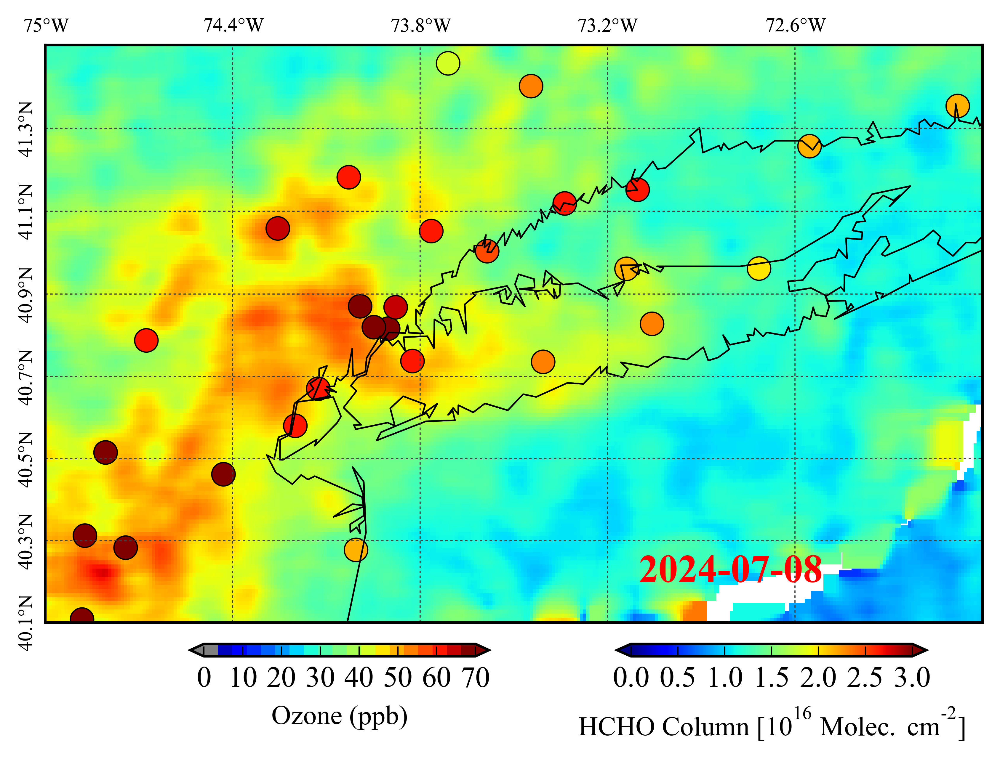 75°W 74.4°W 73.8°W 73.2°W 72.6°W
41.3°N
41.1°N
40.9°N
40.7°N
40.5°N
40.3°N
40.1°N
2024-07-08
0 10 20 30 40 50 60 70
Ozone (ppb)
0.0 0.5 1.0 1.5 2.0 2.5 3.0
HCHO Column [10^16 Molec. cm^-2]